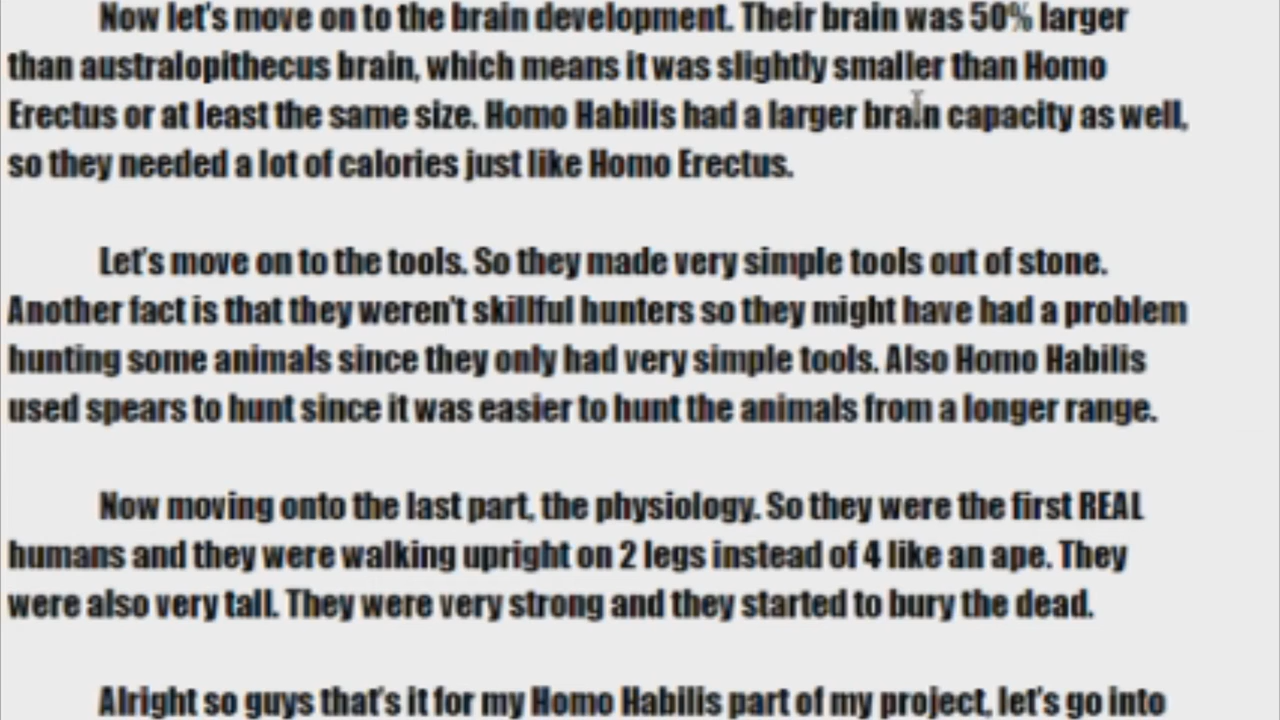 Now let's move on to the brain development. Their brain was 50% larger
than australopithecus brain, which means it was slightly smaller than Homo
Erectus or at least the same size. Homo Habilis had a larger brain capacity as well,
so they needed a lot of calories just like Homo Erectus.
Let's move on to the tools. So they made very simple tools out of stone.
Another fact is that they weren't skillful hunters so they might have had a problem
hunting some animals since they only had very simple tools. Also Homo Habilis
used spears to hunt since it was easier to hunt the animals from a longer range.
Now moving onto the last part, the physiology. So they were the first REAL
humans and they were walking upright on 2 legs instead of 4 like an ape. They
were also very tall. They were very strong and they started to bury the dead.
Alright so guys that's it for my Homo Habilis part of my project, let's go into